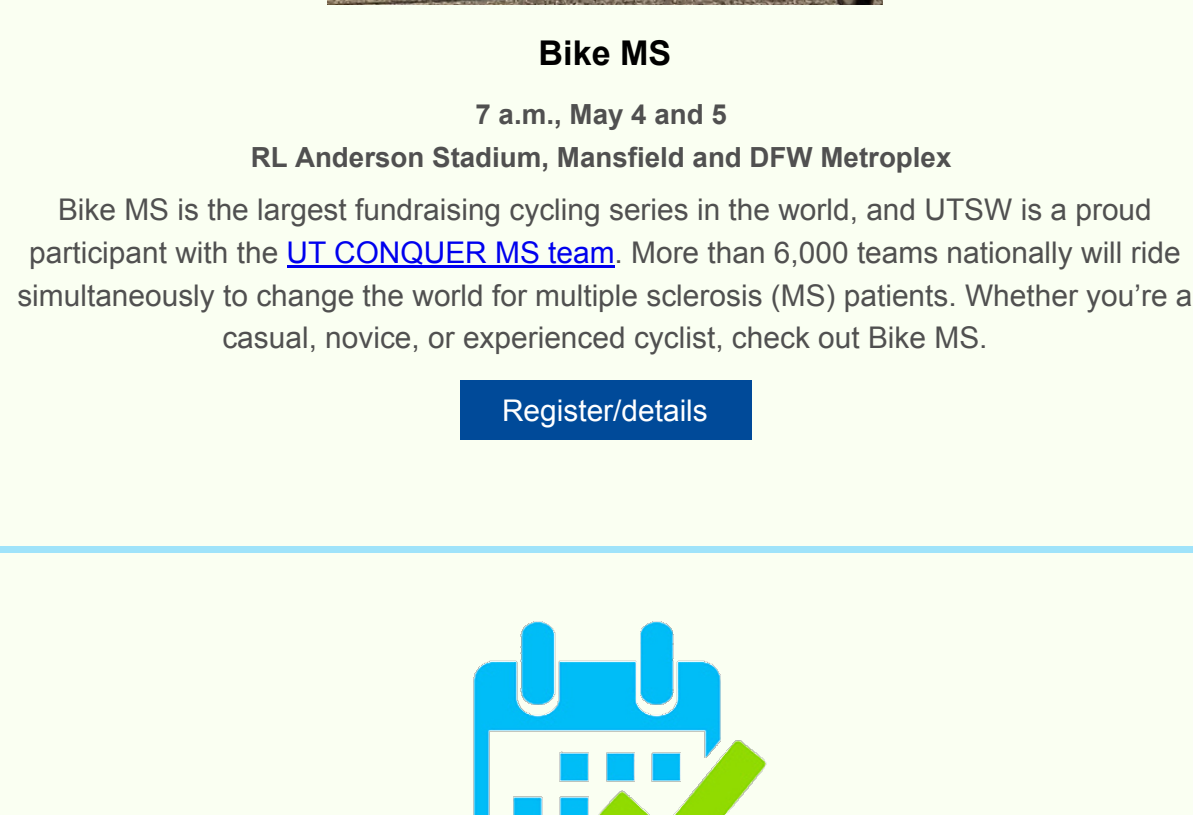 Bike MS
7 a.m., May 4 and 5
RL Anderson Stadium, Mansfield and DFW Metroplex
Bike MS is the largest fundraising cycling series in the world, and UTSW is a proud
participant with the UT CONQUER MS team. More than 6,000 teams nationally will ride
simultaneously to change the world for multiple sclerosis (MS) patients. Whether you’re a
casual, novice, or experienced cyclist, check out Bike MS.
Register/details